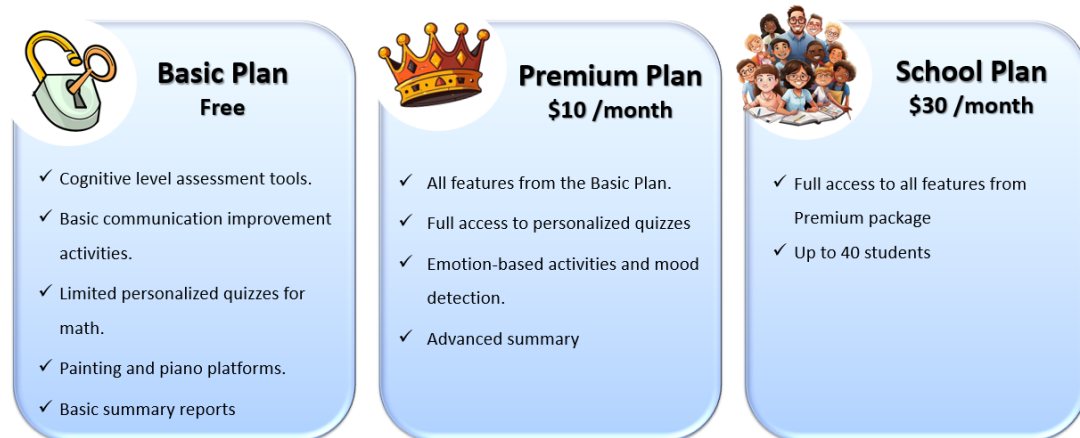 Basic Plan
Free
✓ Cognitive level assessment tools.
✓ Basic communication improvement
activities.
✓ Limited personalized quizzes for
math.
✓ Painting and piano platforms.
✓ Basic summary reports
Premium Plan
$10 /month
✓ All features from the Basic Plan.
✓ Full access to personalized quizzes
✓ Emotion-based activities and mood
detection.
✓ Advanced summary
School Plan
$30 /month
✓ Full access to all features from
Premium package
✓ Up to 40 students